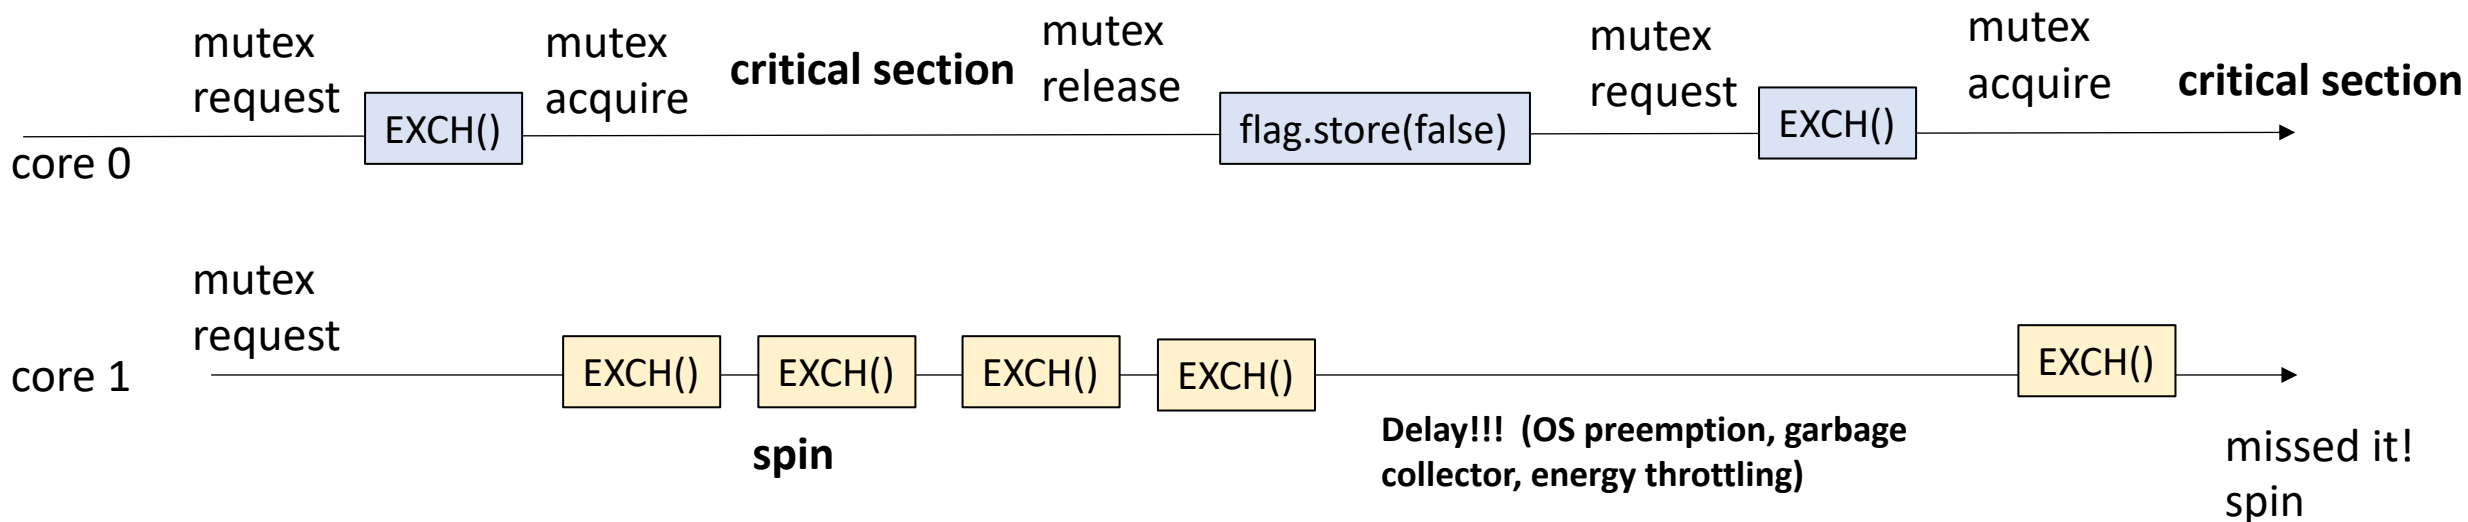 mutex
request
EXCH()
mutex
acquire
critical section
mutex
release
flag.store(false)
mutex
request
EXCH()
mutex
acquire
critical section
core 0
mutex
request
core 1
EXCH()
EXCH()
EXCH()
EXCH()
EXCH()
spin
Delay!!! (OS preemption, garbage
collector, energy throttling)
missed it!
spin